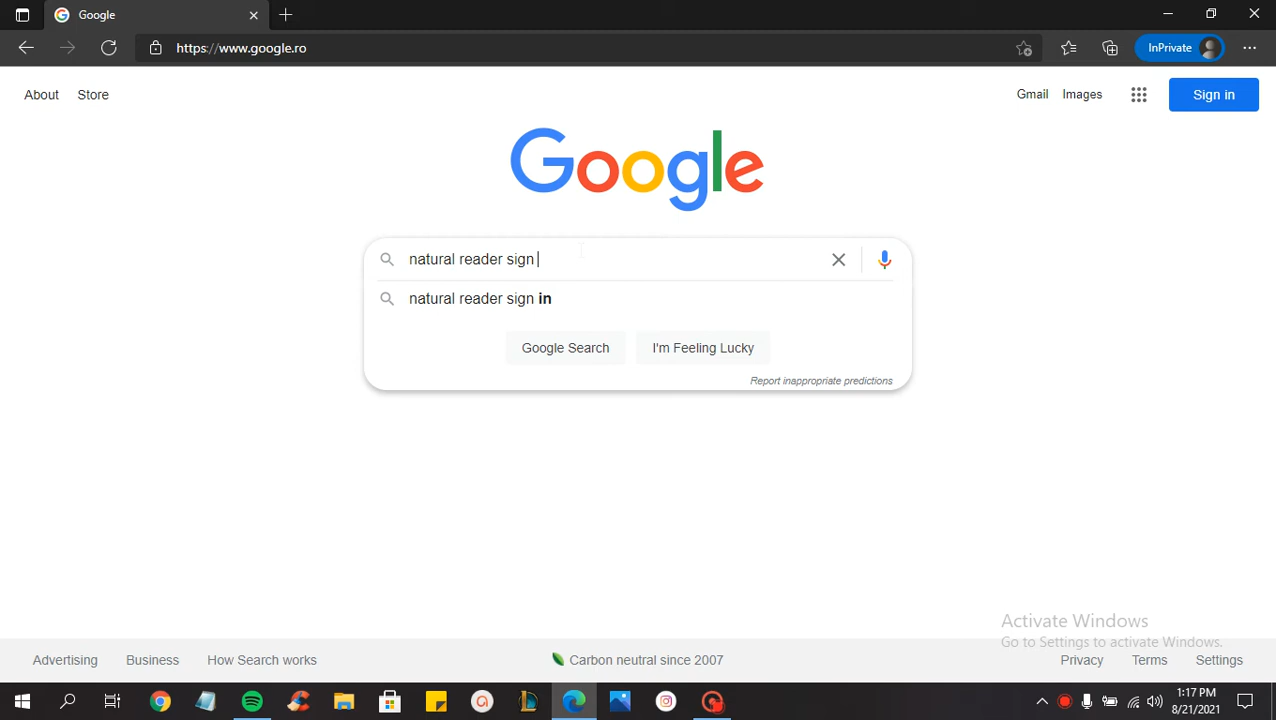 Google
https://www.google.ro
InPrivate
About Store
Gmail Images
Sign in
Google
natural reader sign
natural reader sign in
Google Search
I'm Feeling Lucky
Report inappropriate predictions
Activate Windows
Go to Settings to activate Windows.
Advertising Business How Search works
Carbon neutral since 2007
Privacy Terms Settings
1:17 PM
8/21/2021